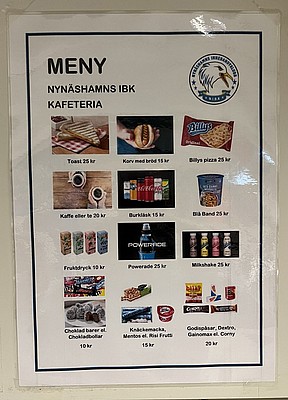 MENY
NYNÄSHAMNS IBK
KAFETERIA
Billys
Original
Toast 25 kr
Korv med bröd 15 kr
Billys pizza 25 kr
Kaffe eller te 20 kr
Burkläsk 15 kr
Blå Band 25 kr
POWERADE
Fruktdryck 10 kr
Powerade 25 kr
Milkshake 25 kr
Choklad barer el.
Chokladbollar
10 kr
Knäckemacka,
Mentos el. Risi Frutti
15 kr
Godispåsar, Dextro,
Gainomax el. Corny
20 kr